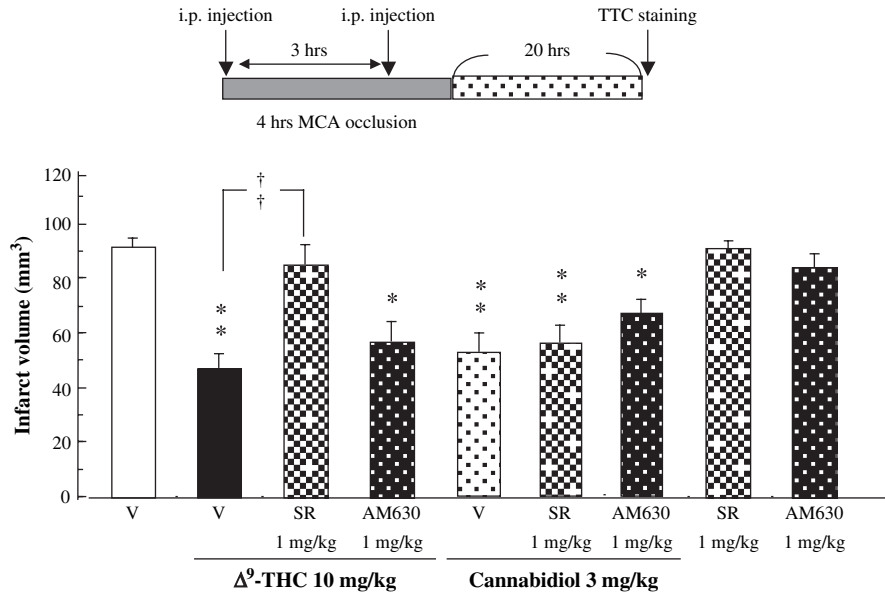 i.p. injection i.p. injection TTC staining
3 hrs 20 hrs
4 hrs MCA occlusion
Infarct volume (mm³)
120
100
80
60
40
20
0
†
†
*
*
*
*
*
*
*
*
V V SR AM630 V SR AM630 SR AM630
1 mg/kg 1 mg/kg 1 mg/kg 1 mg/kg 1 mg/kg 1 mg/kg
Δ⁹-THC 10 mg/kg Cannabidiol 3 mg/kg